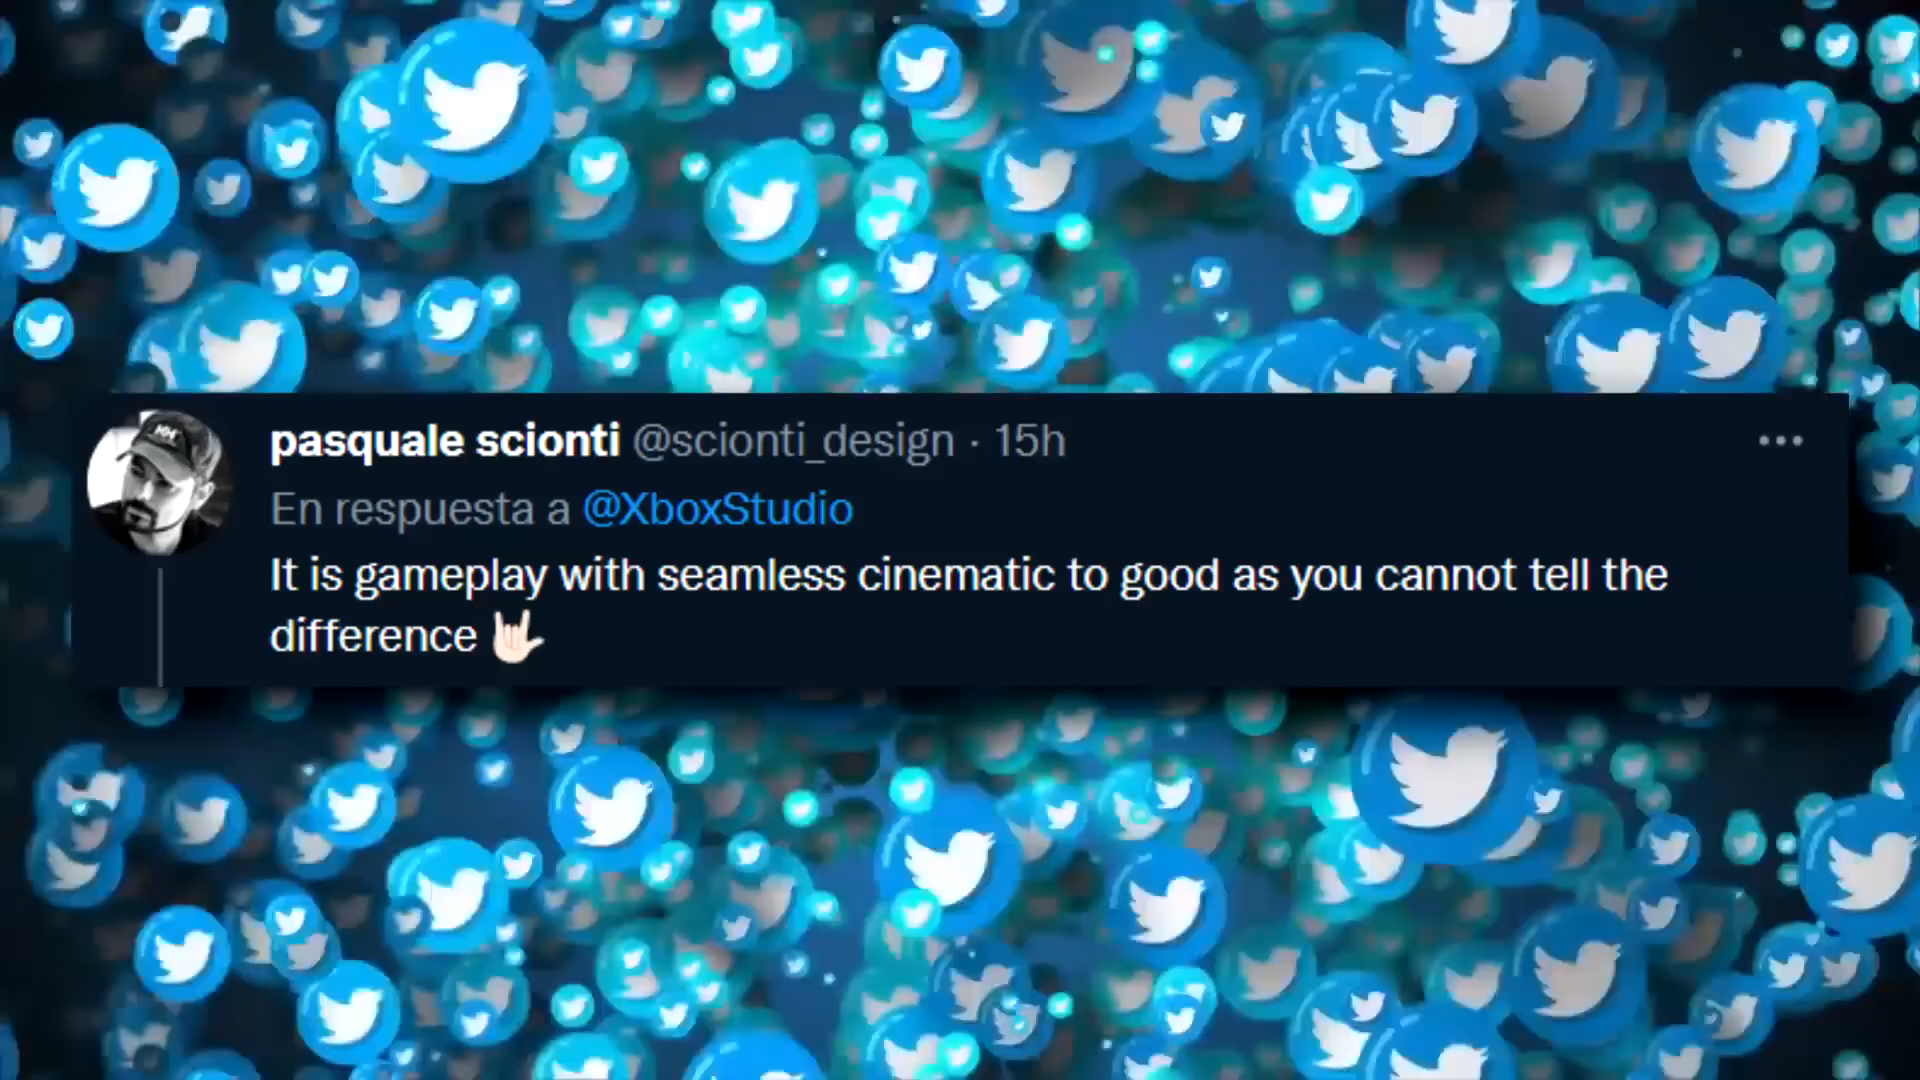 pasquale scionti @scionti_design · 15h
En respuesta a @XboxStudio
It is gameplay with seamless cinematic to good as you cannot tell the
difference 🤟🏻